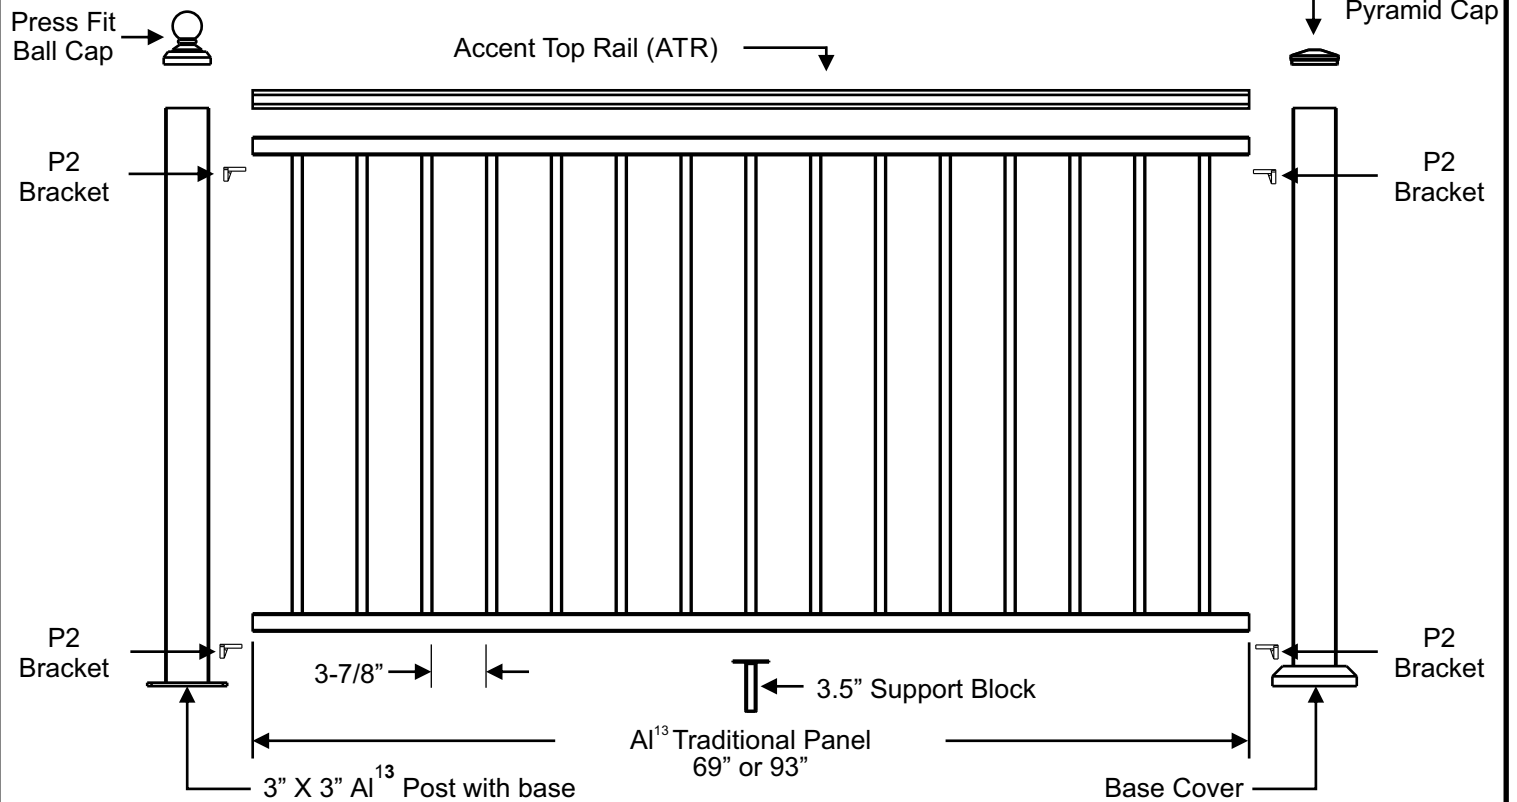 Press Fit
Ball Cap
Accent Top Rail (ATR)
Pyramid Cap
P2
Bracket
P2
Bracket
P2
Bracket
P2
Bracket
3-7/8”
3.5” Support Block
Al¹³ Traditional Panel
69” or 93”
3” X 3” Al¹³ Post with base
Base Cover